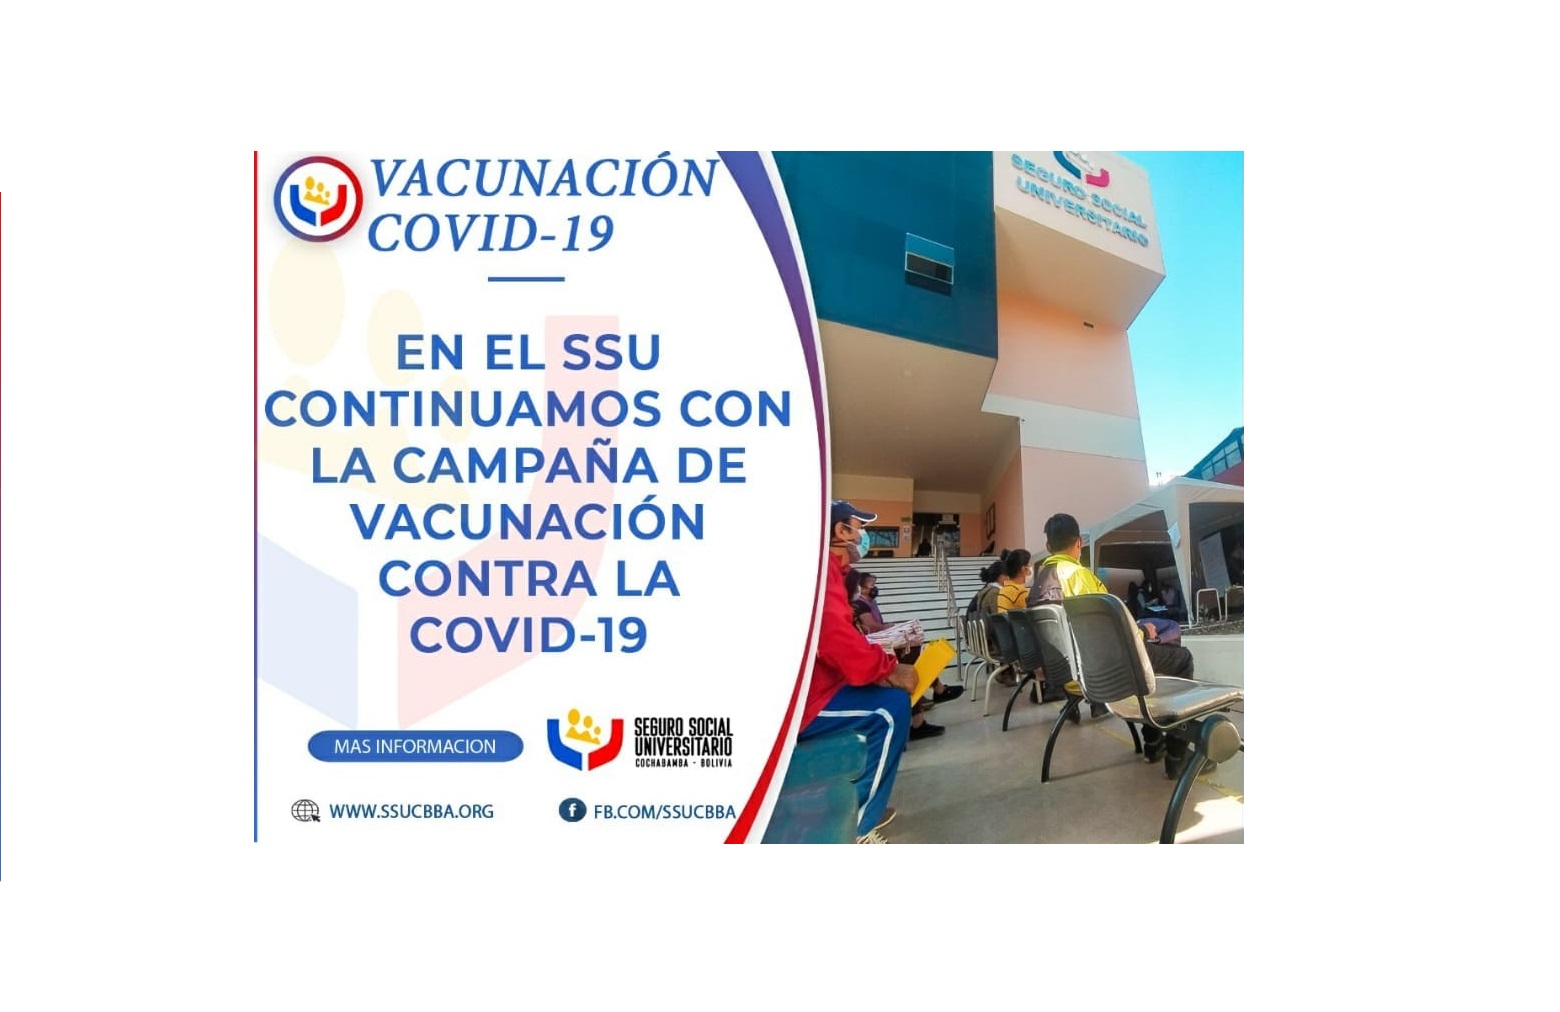 VACUNACIÓN
COVID-19
EN EL SSU
CONTINUAMOS CON
LA CAMPAÑA DE
VACUNACIÓN
CONTRA LA
COVID-19
MAS INFORMACION
SEGURO SOCIAL
UNIVERSITARIO
COCHABAMBA - BOLIVIA
WWW.SSUCBBA.ORG
f FB.COM/SSUCBBA
SEGURO SOCIAL
UNIVERSITARIO